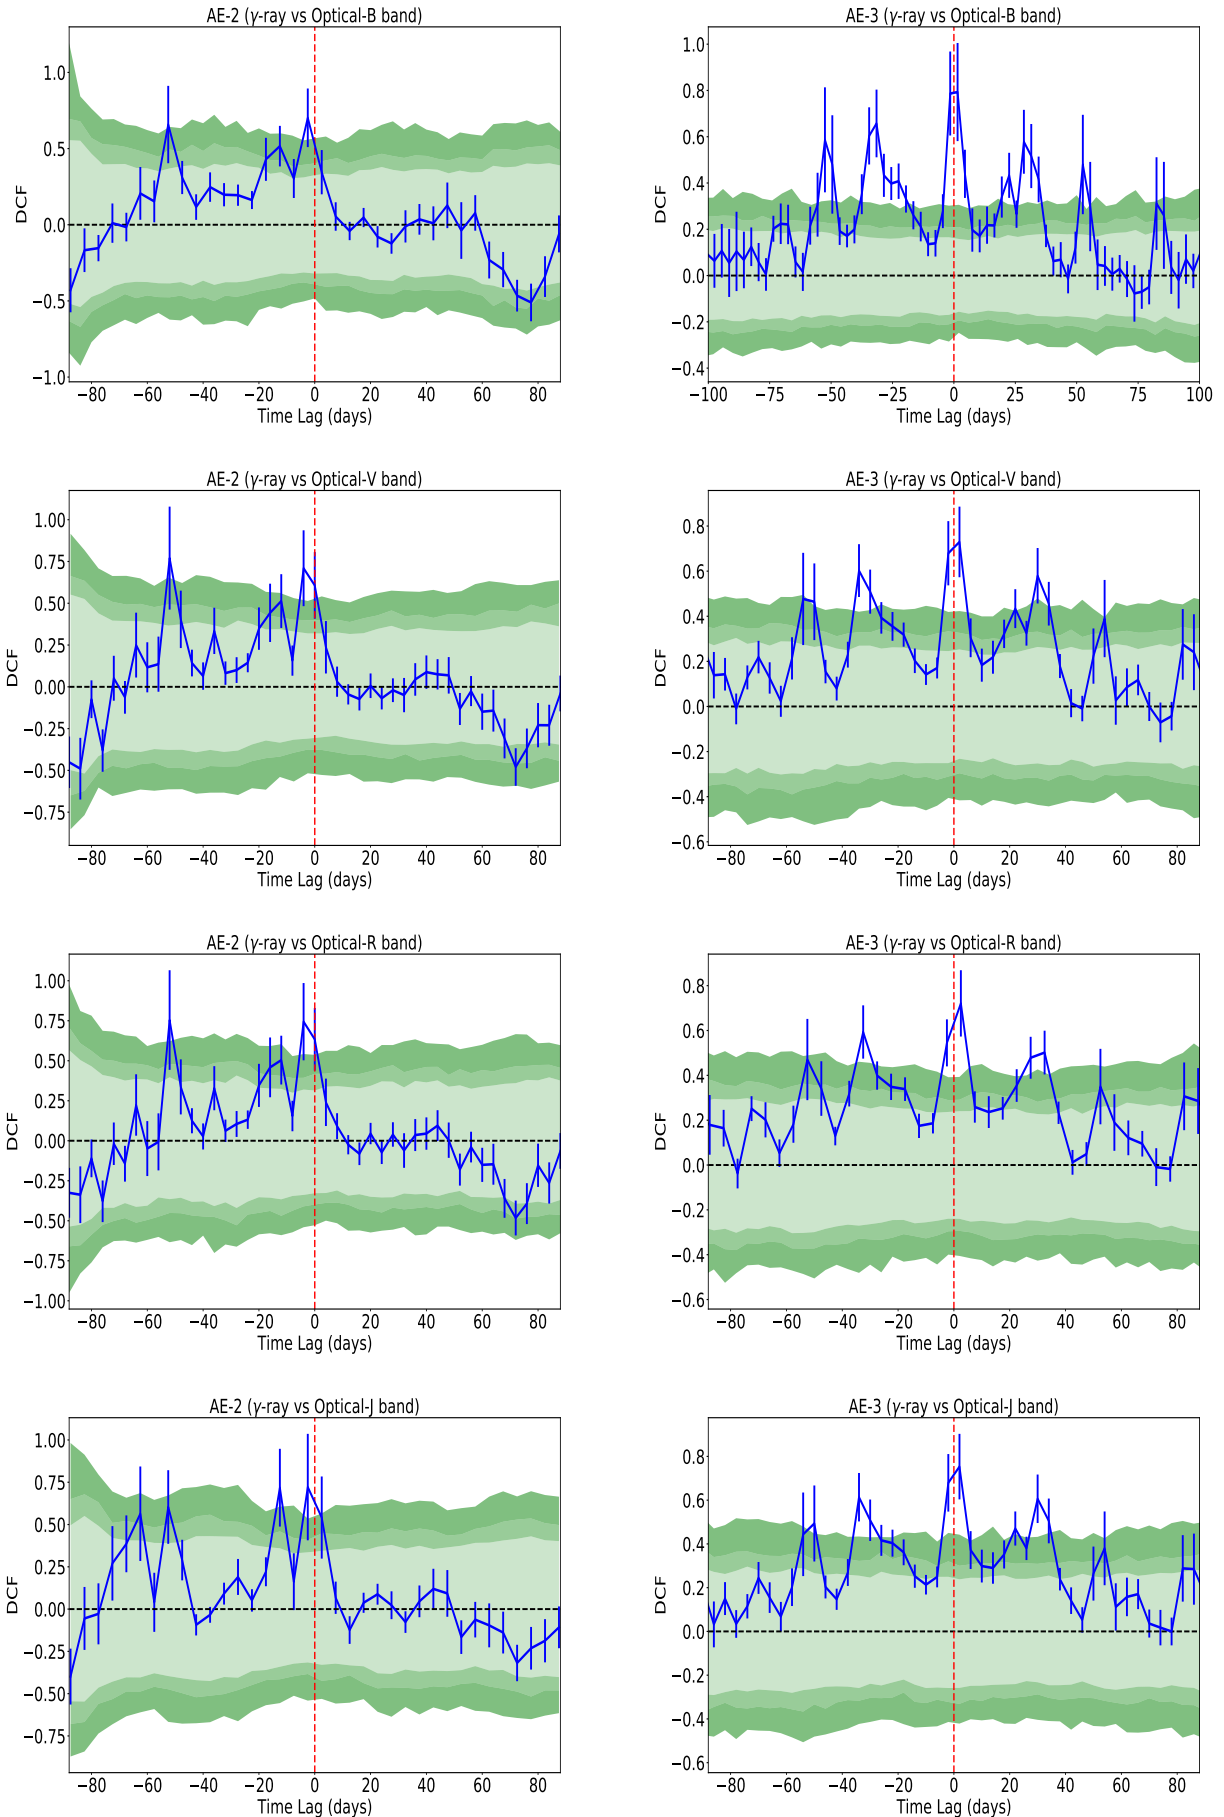 AE-2 (γ-ray vs Optical-B band)
1.0
0.5
0.0
−0.5
−1.0
DCF
−80 −60 −40 −20 0 20 40 60 80
Time Lag (days)
AE-3 (γ-ray vs Optical-B band)
1.0
0.8
0.6
0.4
0.2
0.0
−0.2
−0.4
DCF
−100 −75 −50 −25 0 25 50 75 100
Time Lag (days)
AE-2 (γ-ray vs Optical-V band)
1.00
0.75
0.50
0.25
0.00
−0.25
−0.50
−0.75
DCF
−80 −60 −40 −20 0 20 40 60 80
Time Lag (days)
AE-3 (γ-ray vs Optical-V band)
0.8
0.6
0.4
0.2
0.0
−0.2
−0.4
−0.6
DCF
−80 −60 −40 −20 0 20 40 60 80
Time Lag (days)
AE-2 (γ-ray vs Optical-R band)
1.00
0.75
0.50
0.25
0.00
−0.25
−0.50
−0.75
−1.00
DCF
−80 −60 −40 −20 0 20 40 60 80
Time Lag (days)
AE-3 (γ-ray vs Optical-R band)
0.8
0.6
0.4
0.2
0.0
−0.2
−0.4
−0.6
DCF
−80 −60 −40 −20 0 20 40 60 80
Time Lag (days)
AE-2 (γ-ray vs Optical-J band)
1.00
0.75
0.50
0.25
0.00
−0.25
−0.50
−0.75
DCF
−80 −60 −40 −20 0 20 40 60 80
Time Lag (days)
AE-3 (γ-ray vs Optical-J band)
0.8
0.6
0.4
0.2
0.0
−0.2
−0.4
−0.6
DCF
−80 −60 −40 −20 0 20 40 60 80
Time Lag (days)